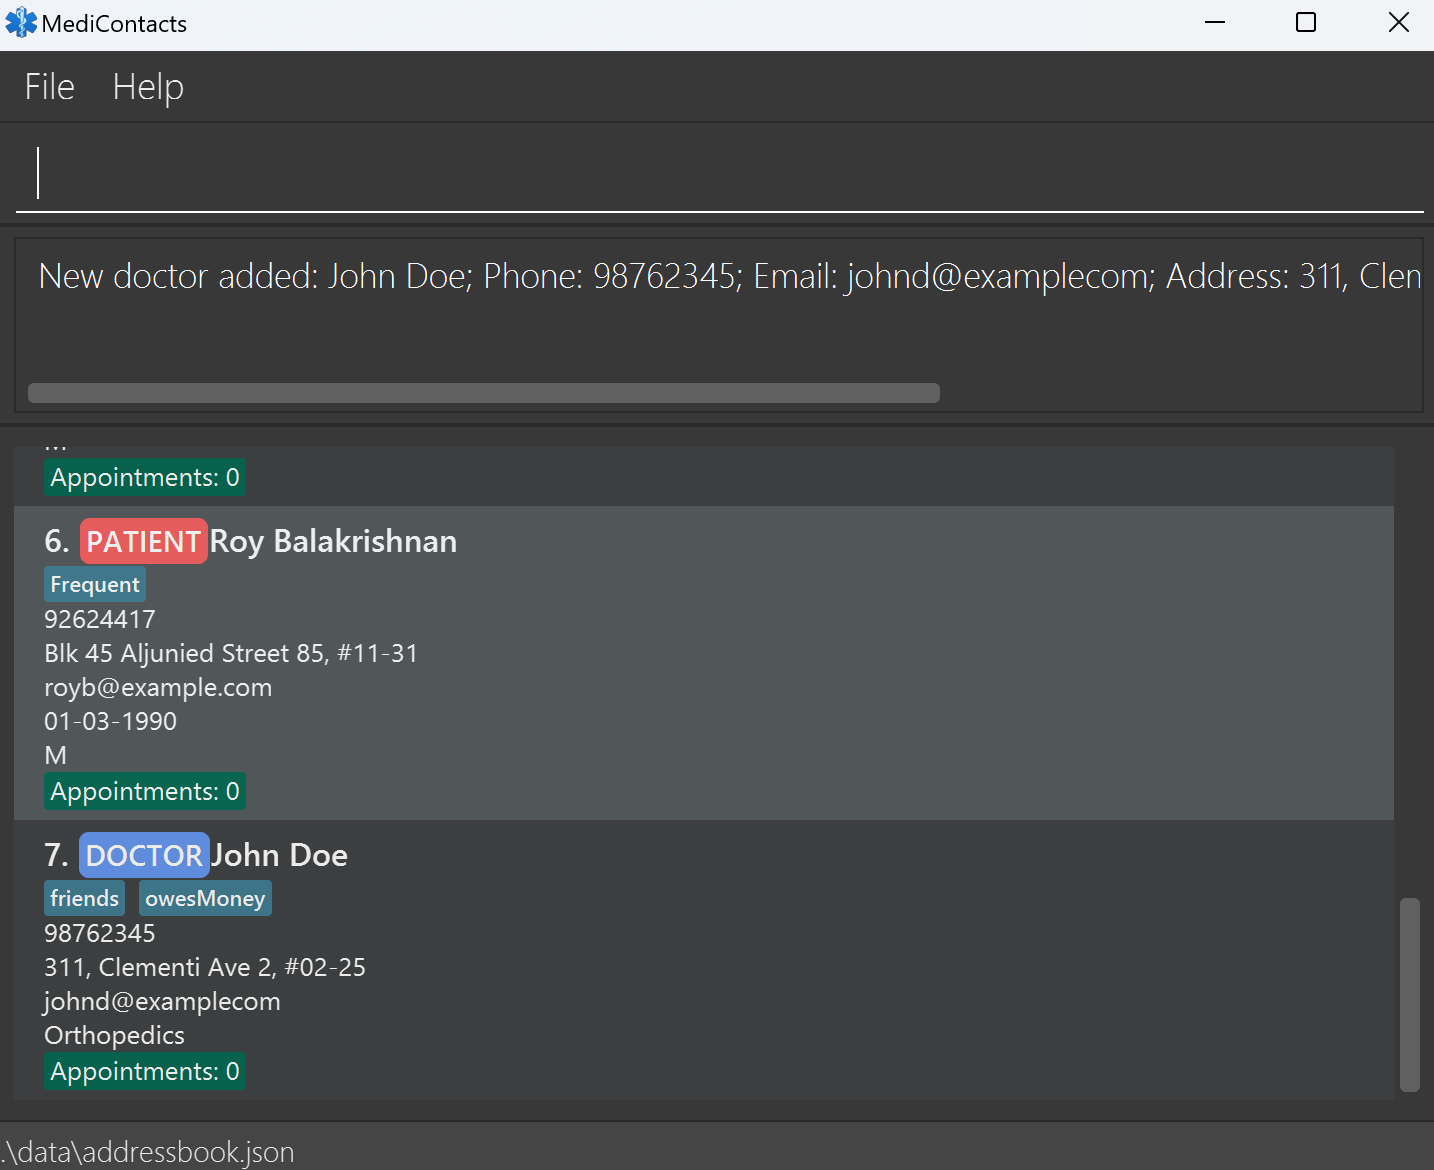 MediContacts
File Help
New doctor added: John Doe; Phone: 98762345; Email: johnd@examplecom; Address: 311, Clen
Appointments: 0
6. PATIENT Roy Balakrishnan
Frequent
92624417
Blk 45 Aljunied Street 85, #11-31
royb@example.com
01-03-1990
M
Appointments: 0
7. DOCTOR John Doe
friends owesMoney
98762345
311, Clementi Ave 2, #02-25
johnd@examplecom
Orthopedics
Appointments: 0
.\data\addressbook.json